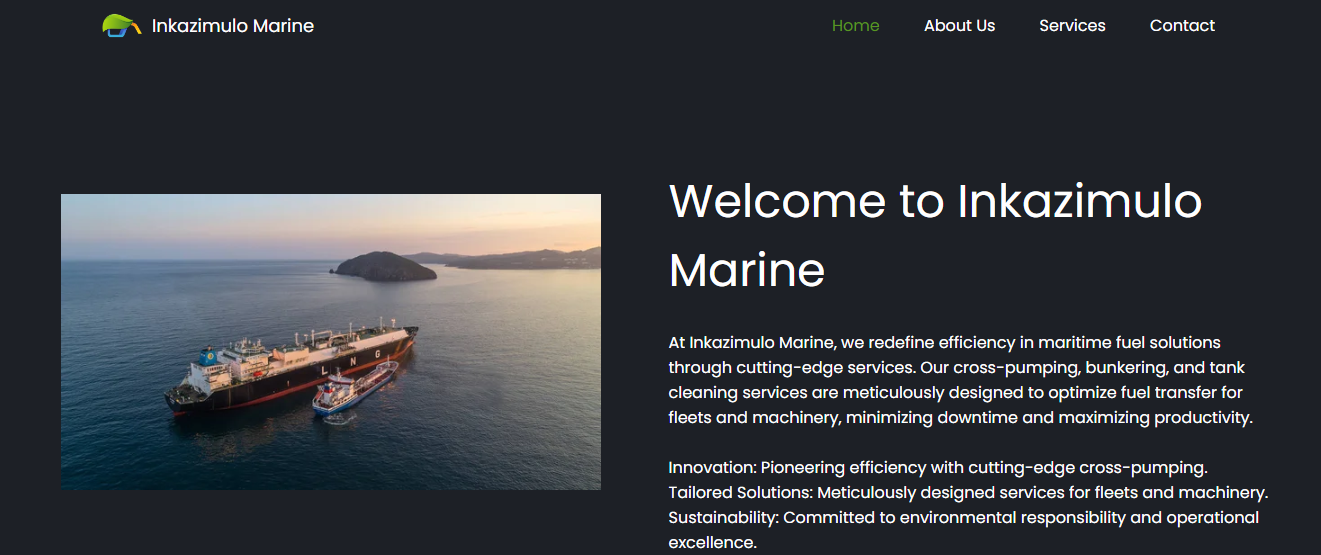 Inkazimulo Marine
Home
About Us
Services
Contact
Welcome to Inkazimulo
Marine
At Inkazimulo Marine, we redefine efficiency in maritime fuel solutions
through cutting-edge services. Our cross-pumping, bunkering, and tank
cleaning services are meticulously designed to optimize fuel transfer for
fleets and machinery, minimizing downtime and maximizing productivity.
Innovation: Pioneering efficiency with cutting-edge cross-pumping.
Tailored Solutions: Meticulously designed services for fleets and machinery.
Sustainability: Committed to environmental responsibility and operational
excellence.
L N G